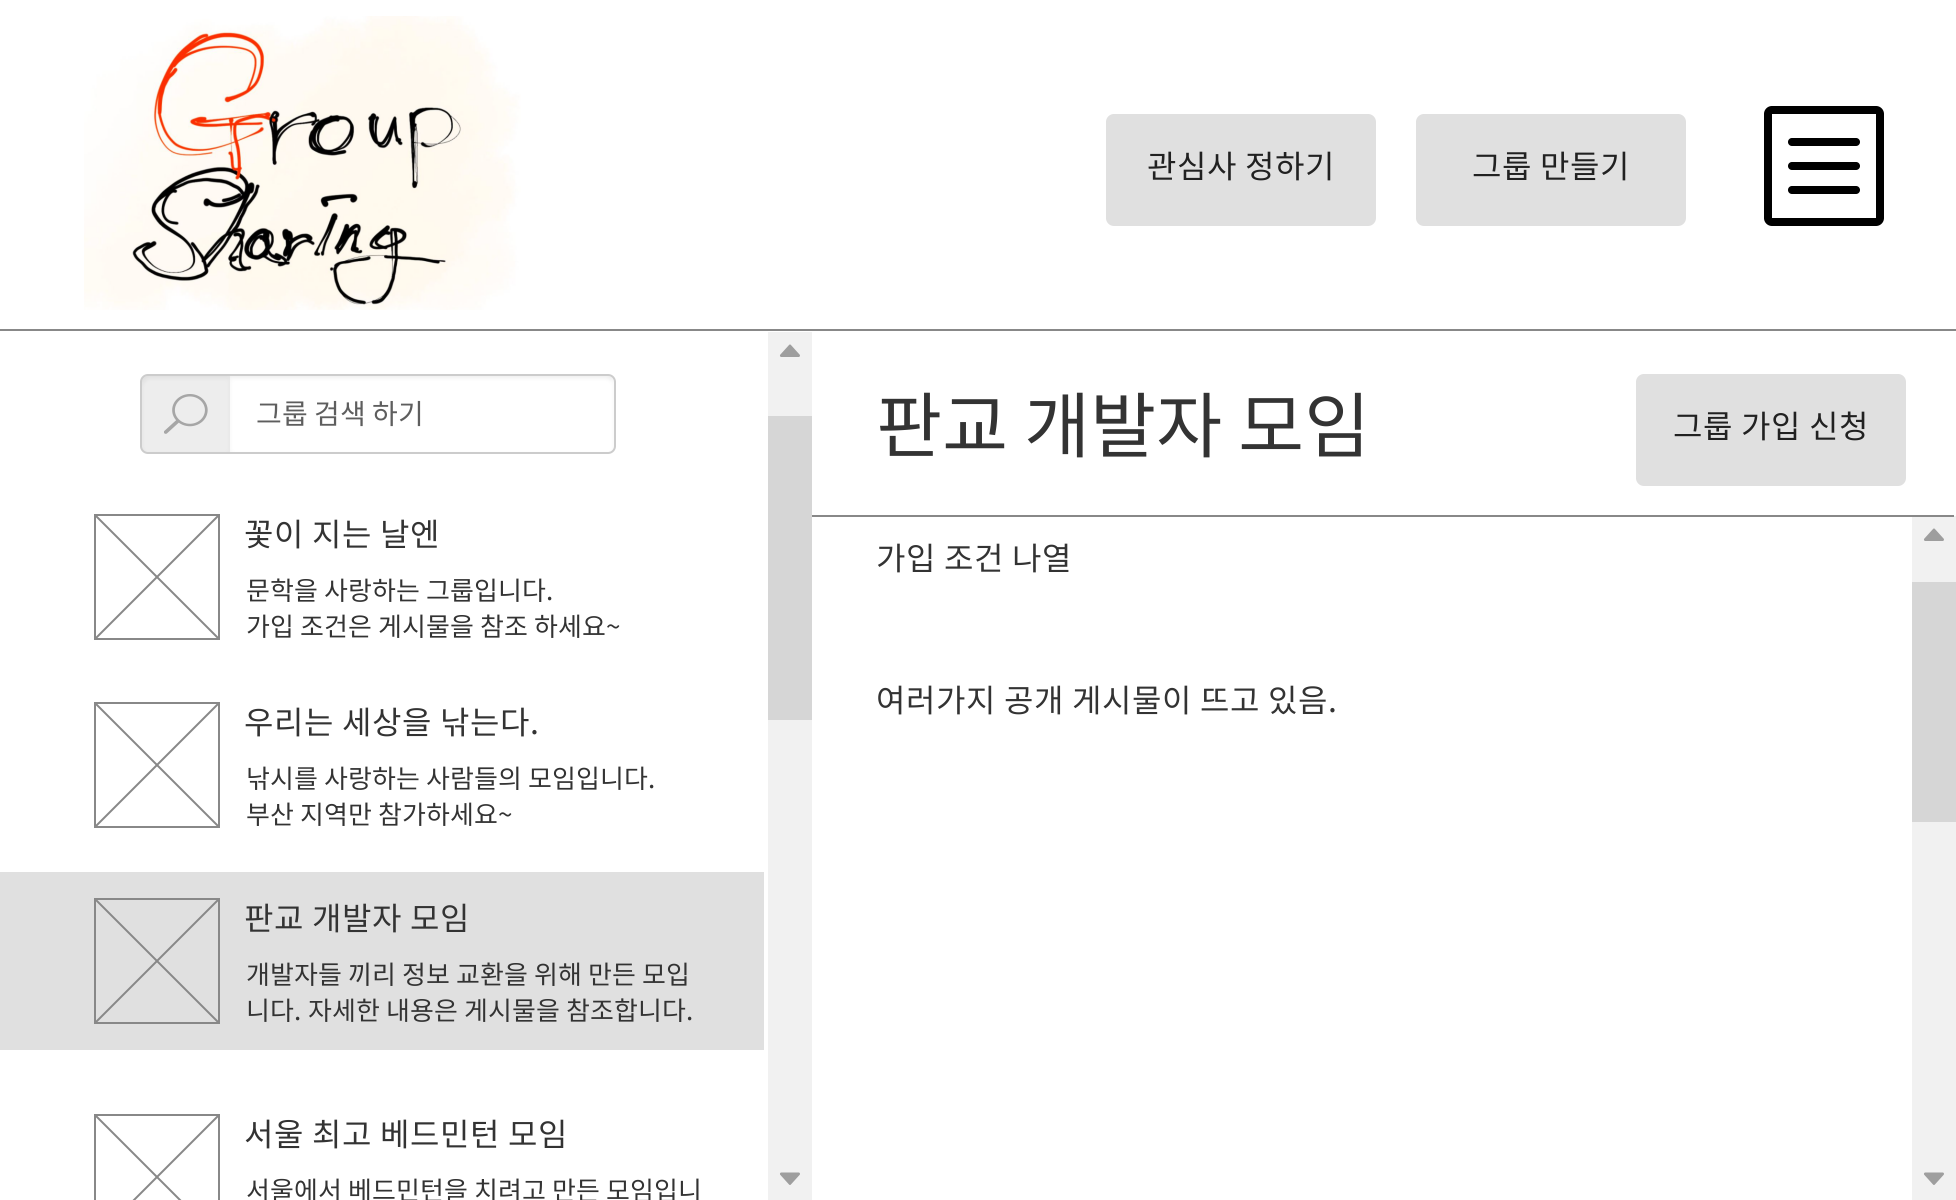 Group
Sharing
관심사 정하기
그룹 만들기
그룹 검색 하기
꽃이 지는 날엔
문학을 사랑하는 그룹입니다.
가입 조건은 게시물을 참조 하세요~
우리는 세상을 낚는다.
낚시를 사랑하는 사람들의 모임입니다.
부산 지역만 참가하세요~
판교 개발자 모임
개발자들 끼리 정보 교환을 위해 만든 모입
니다. 자세한 내용은 게시물을 참조합니다.
서울 최고 베드민턴 모임
서울에서 베드민턴을 치려고 만든 모임입니
판교 개발자 모임
그룹 가입 신청
가입 조건 나열
여러가지 공개 게시물이 뜨고 있음.